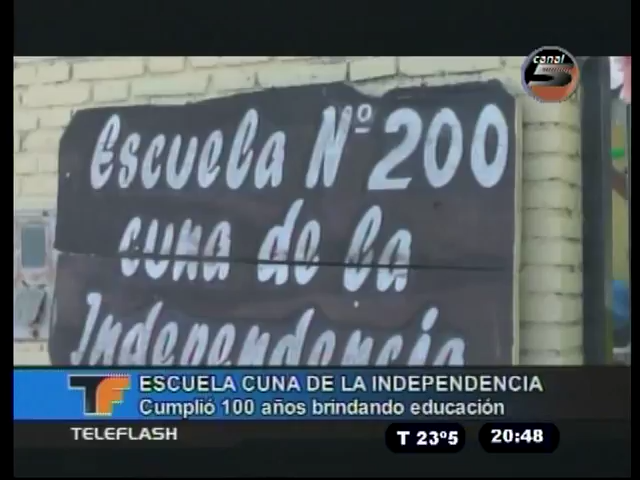 canal
5
Escuela Nº 200
cuna de la
Independencia
TF
ESCUELA CUNA DE LA INDEPENDENCIA
Cumplió 100 años brindando educación
TELEFLASH
T 23º5
20:48